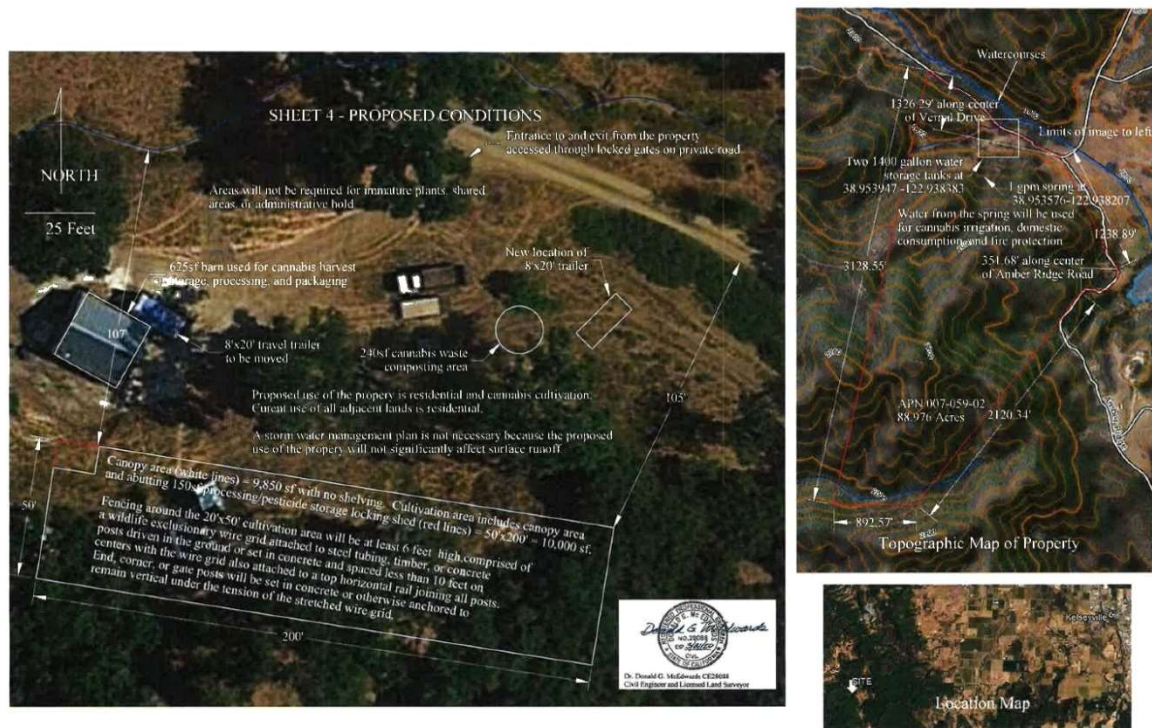 SHEET 4 - PROPOSED CONDITIONS
NORTH
25 Feet
Entrance to and exit from the property
accessed through locked gates on private road
Areas will not be required for immature plants, shared
areas, or administrative hold
625sf barn used for cannabis harvest
storage, processing, and packaging
107'
8'x20' travel trailer
to be moved
New location of
8'x20' trailer
240sf cannabis waste
composting area
Proposed use of the propery is residential and cannabis cultivation.
Curent use of all adjacent lands is residential.
A storm water management plan is not necessary because the proposed
use of the propery will not significantly affect surface runoff.
105'
50'
Canopy area (white lines) = 9,850 sf with no shelving. Cultivation area includes canopy area
and abutting 150sf processing/pesticide storage locking shed (red lines) = 50'x200' = 10,000 sf.
Fencing around the 20'x50' cultivation area will be at least 6 feet high comprised of
a wildlife exclusionary wire grid attached to steel tubing, timber, or concrete
posts driven in the ground or set in concrete and spaced less than 10 feet on
centers with the wire grid also attached to a top horizontal rail joining all posts.
End, corner, or gate posts will be set in concrete or otherwise anchored to
remain vertical under the tension of the stretched wire grid.
200'
CIVIL
STATE OF CALIFORNIA
Dr. Donald G. McEdwards CE28088
Civil Engineer and Licensed Land Surveyor
Watercourses
1326.29' along center
of Vernal Drive
Limits of image to left
Two 1400 gallon water
storage tanks at
38.953947 -122.938383
1 gpm spring at
38.953576 -122.938207
Water from the spring will be used
for cannabis irrigation, domestic
consumption, and fire protection
1238.89'
351.68' along center
of Amber Ridge Road
3128.55'
APN 007-059-02
88.976 Acres
2120.34'
892.57'
Topographic Map of Property
Kelseyville
SITE
Location Map